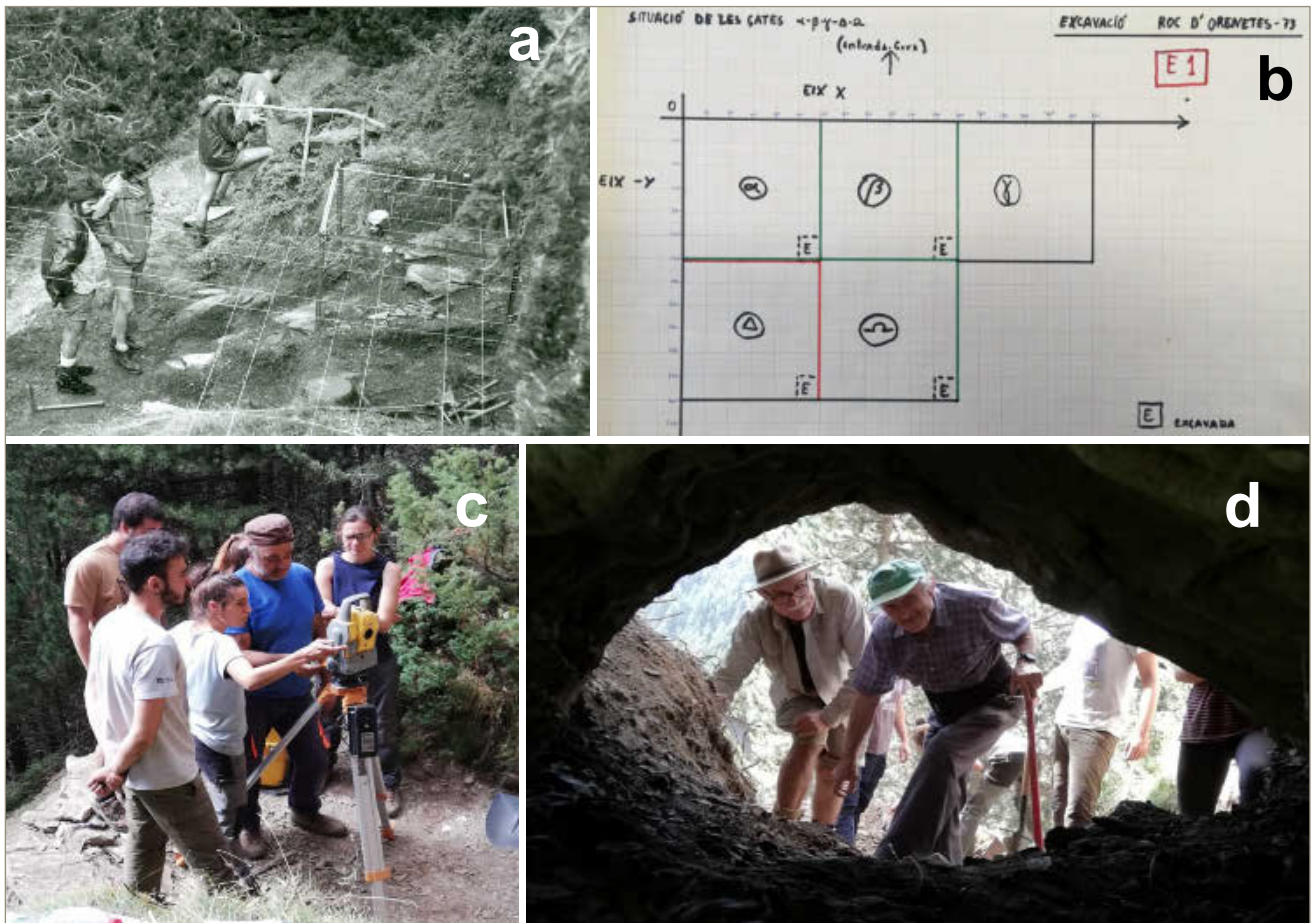 a
SITUACIÓ DE LES CATES α-β-γ-Δ-Ω
EXCAVACIÓ ROC D'ORENETES-73
(entrada Cova)
E 1
b
EIX X
0
EIX -Y
α
β
γ
E
E
Δ
Ω
E
E
E EXCAVADA
c
d